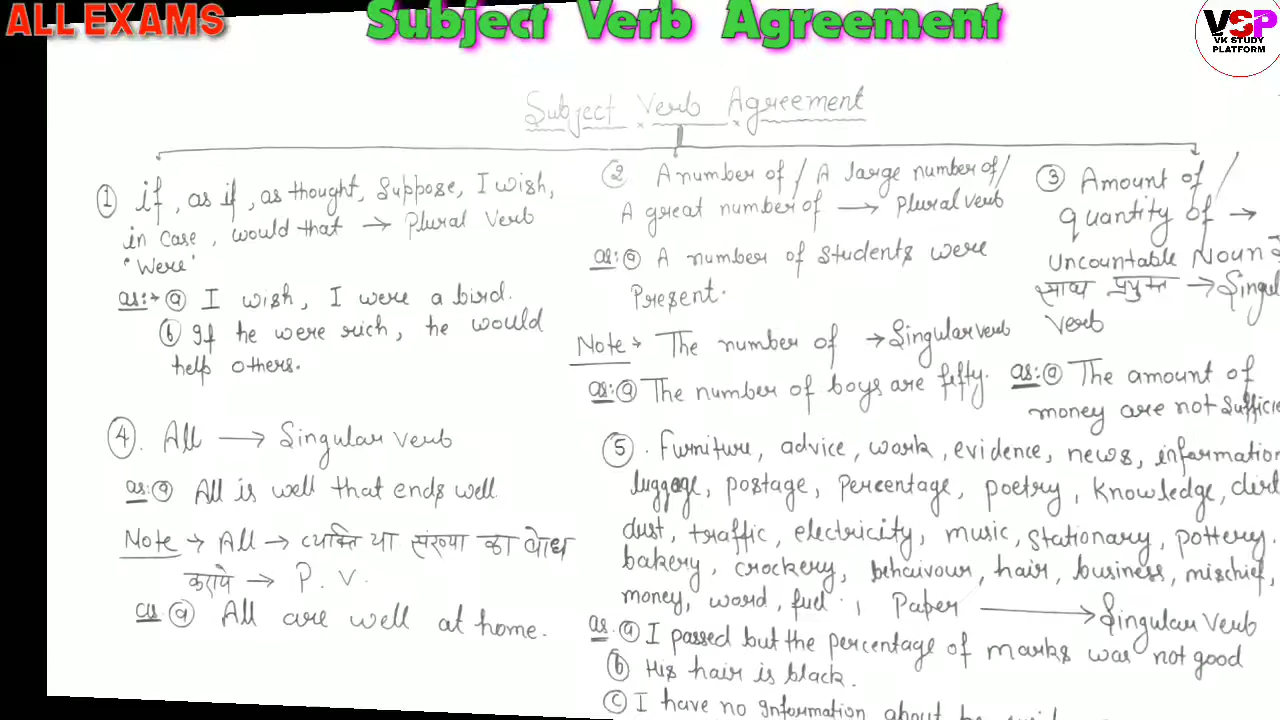 ALL EXAMS
Subject Verb Agreement
VSP
VK STUDY
PLATFORM
Subject Verb Agreement
① if, as if, as thought, Suppose, I wish,
in case, would that → Plural Verb
'Were'
as:→ ⓐ I wish, I were a bird.
ⓑ If he were rich, he would
help others.
② A number of / A large number of /
A great number of → Plural verb
as: ⓐ A number of students were
Present.
Note → The number of → Singular verb
as: ⓐ The number of boys are fifty.
③ Amount of /
quantity of →
Uncountable Noun
साथ प्रयुक्त → Singul
Verb
as: ⓐ The amount of
money are not Suffici
④. All → Singular verb
as: ⓐ All is well that ends well.
Note → All → व्यक्ति या संख्या का बोध
कराये → P. V.
as: ⓐ All are well at home.
⑤. Furniture, advice, work, evidence, news, information
luggage, postage, Percentage, poetry, knowledge, dirt
dust, traffic, electricity, music, stationary, pottery.
bakery, crockery, behaivour, hair, business, mischief,
money, word, fuel, Paper → Singular Verb
as. ⓐ I passed but the percentage of marks was not good
ⓑ His hair is black.
ⓒ I have no information about